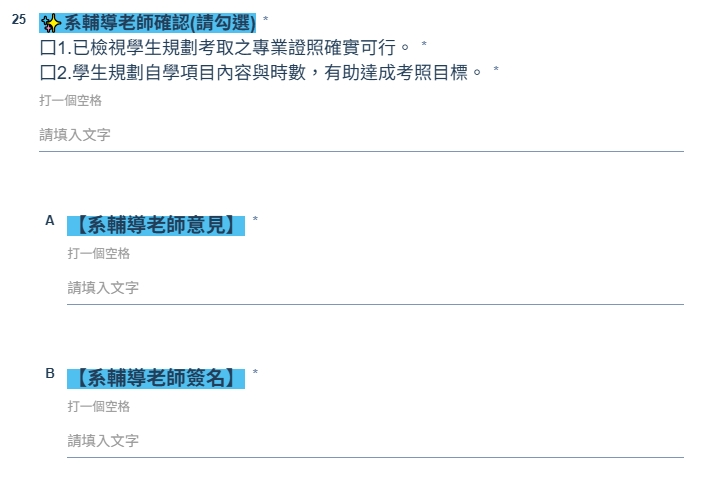 25 ✨系輔導老師確認(請勾選) *
口1.已檢視學生規劃考取之專業證照確實可行。 *
口2.學生規劃自學項目內容與時數，有助達成考照目標。 *
打一個空格
請填入文字
A 【系輔導老師意見】 *
打一個空格
請填入文字
B 【系輔導老師簽名】 *
打一個空格
請填入文字